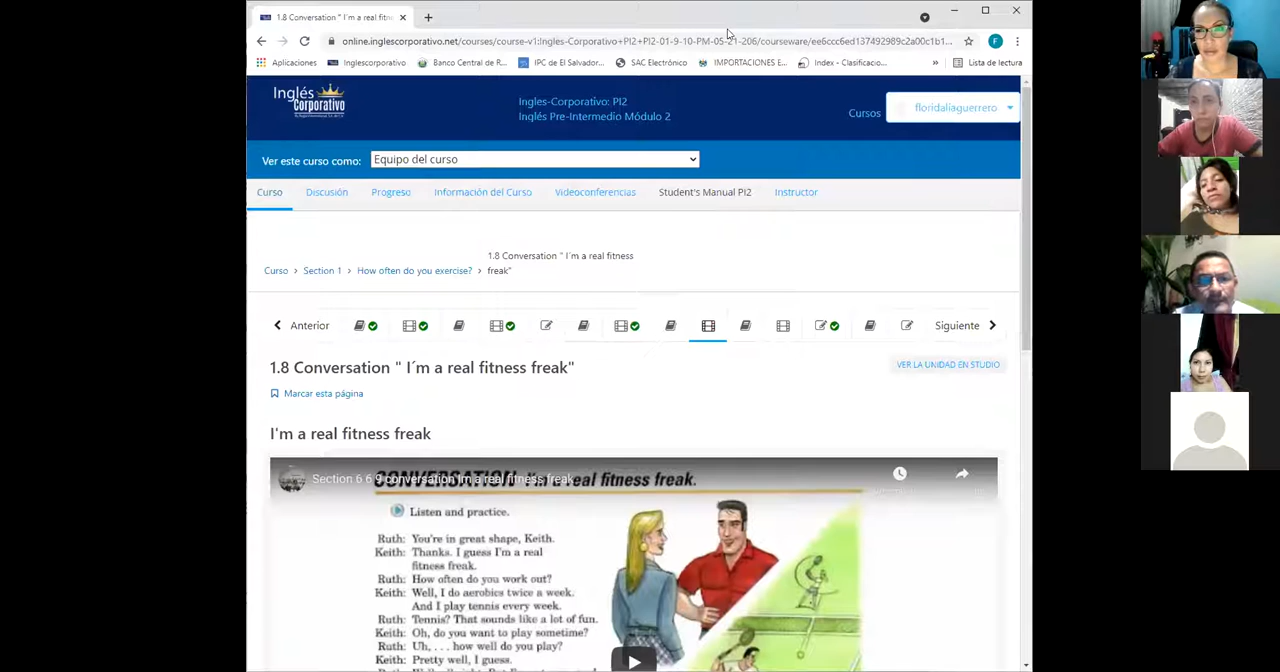 1.8 Conversation " I'm a real fitn
online.inglescorporativo.net/courses/course-v1:Ingles-Corporativo+PI2+PI2-01-9-10-PM-05-21-206/courseware/ee6ccc6ed137492989c2a00c1b1...
F
Aplicaciones
Inglescorporativo
Banco Central de R...
IPC de El Salvador...
SAC Electrónico
IMPORTACIONES E...
Index - Clasificacio...
»
Lista de lectura
Inglés
Corporativo
Ingles-Corporativo: PI2
Inglés Pre-Intermedio Módulo 2
Cursos
floridaliaguerrero
Ver este curso como:
Equipo del curso
Curso
Discusión
Progreso
Información del Curso
Videoconferencias
Student's Manual PI2
Instructor
Curso > Section 1 > How often do you exercise? >
1.8 Conversation " I´m a real fitness
freak"
Anterior
Siguiente
1.8 Conversation " I´m a real fitness freak"
VER LA UNIDAD EN STUDIO
Marcar esta página
I'm a real fitness freak
CONVERSATION I'm a real fitness freak.
Section 6 6 9 conversation Im a real fitness freak
Listen and practice.
Ruth: You're in great shape, Keith.
Keith: Thanks. I guess I'm a real
fitness freak.
Ruth: How often do you work out?
Keith: Well, I do aerobics twice a week.
And I play tennis every week.
Ruth: Tennis? That sounds like a lot of fun.
Keith: Oh, do you want to play sometime?
Ruth: Uh, . . . how well do you play?
Keith: Pretty well, I guess.